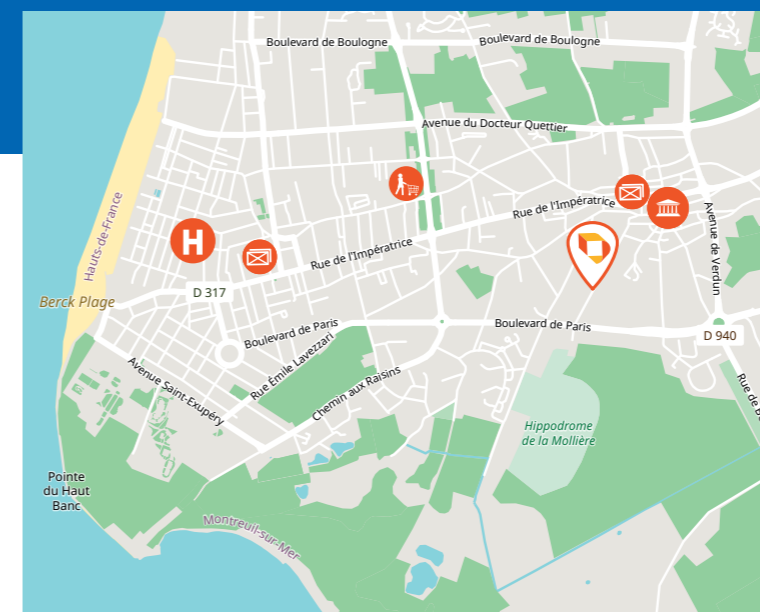 Boulevard de Boulogne
Boulevard de Boulogne
Avenue du Docteur Quettier
Hauts-de-France
H
Rue de l'Impératrice
Rue de l'Impératrice
Avenue de Verdun
Berck Plage
D 317
Boulevard de Paris
Boulevard de Paris
D 940
Rue Émile Lavezzari
Avenue Saint-Exupéry
Chemin aux Raisins
Rue de
Hippodrome
de la Mollière
Pointe
du Haut
Banc
Montreuil-sur-Mer